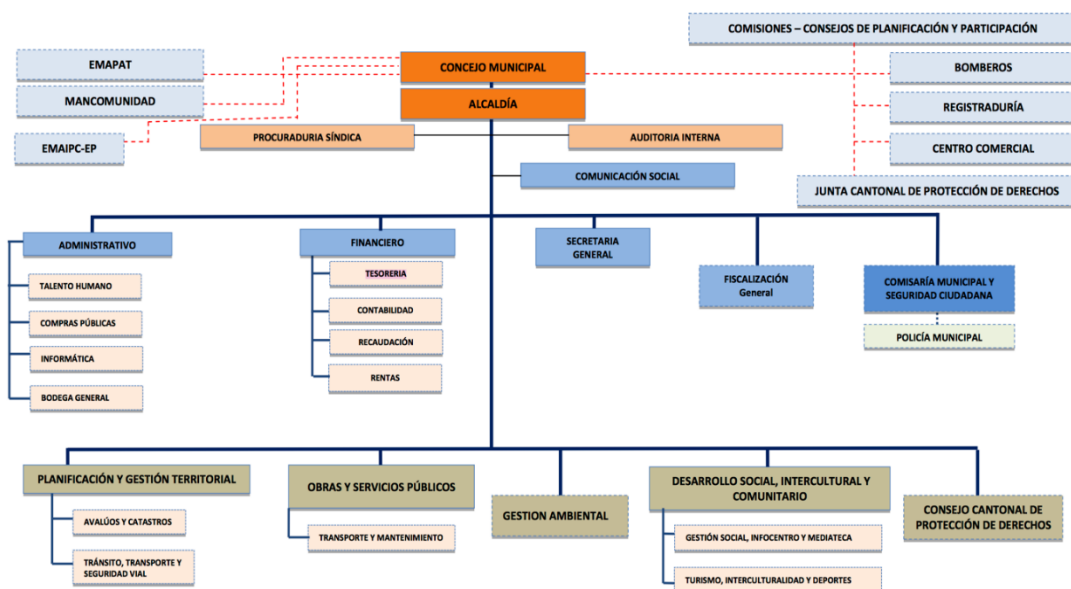 COMISIONES – CONSEJOS DE PLANIFICACIÓN Y PARTICIPACIÓN
EMAPAT
CONCEJO MUNICIPAL
BOMBEROS
MANCOMUNIDAD
ALCALDÍA
REGISTRADURÍA
PROCURADURIA SÍNDICA
AUDITORIA INTERNA
EMAIPC-EP
CENTRO COMERCIAL
COMUNICACIÓN SOCIAL
JUNTA CANTONAL DE PROTECCIÓN DE DERECHOS
ADMINISTRATIVO
TALENTO HUMANO
COMPRAS PÚBLICAS
INFORMÁTICA
BODEGA GENERAL
FINANCIERO
TESORERIA
CONTABILIDAD
RECAUDACIÓN
RENTAS
SECRETARIA
GENERAL
FISCALIZACIÓN
General
COMISARÍA MUNICIPAL Y
SEGURIDAD CIUDADANA
POLICÍA MUNICIPAL
PLANIFICACIÓN Y GESTIÓN TERRITORIAL
AVALÚOS Y CATASTROS
TRÁNSITO, TRANSPORTE Y
SEGURIDAD VIAL
OBRAS Y SERVICIOS PÚBLICOS
TRANSPORTE Y MANTENIMIENTO
GESTION AMBIENTAL
DESARROLLO SOCIAL, INTERCULTURAL Y
COMUNITARIO
GESTIÓN SOCIAL, INFOCENTRO Y MEDIATECA
TURISMO, INTERCULTURALIDAD Y DEPORTES
CONSEJO CANTONAL DE
PROTECCIÓN DE DERECHOS